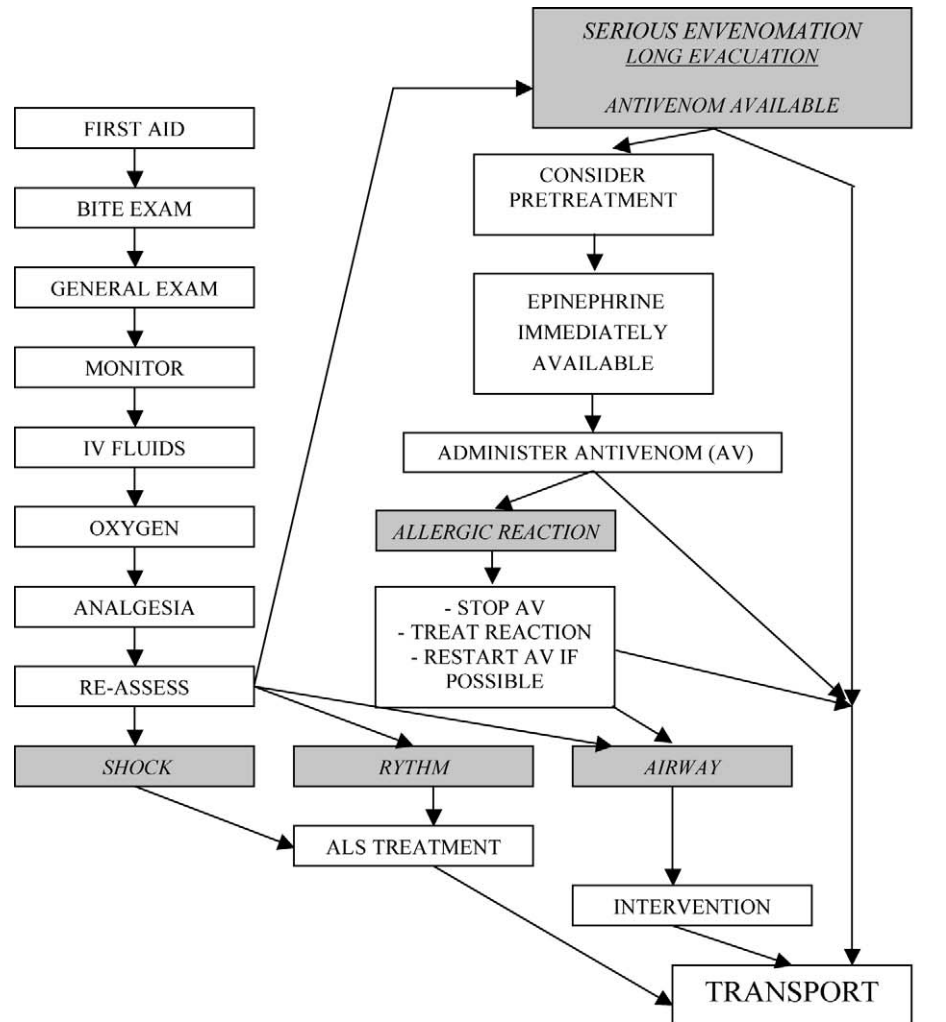 SERIOUS ENVENOMATION
LONG EVACUATION
ANTIVENOM AVAILABLE
FIRST AID
BITE EXAM
GENERAL EXAM
MONITOR
IV FLUIDS
OXYGEN
ANALGESIA
RE-ASSESS
CONSIDER
PRETREATMENT
EPINEPHRINE
IMMEDIATELY
AVAILABLE
ADMINISTER ANTIVENOM (AV)
ALLERGIC REACTION
- STOP AV
- TREAT REACTION
- RESTART AV IF
POSSIBLE
SHOCK
RYTHM
AIRWAY
ALS TREATMENT
INTERVENTION
TRANSPORT